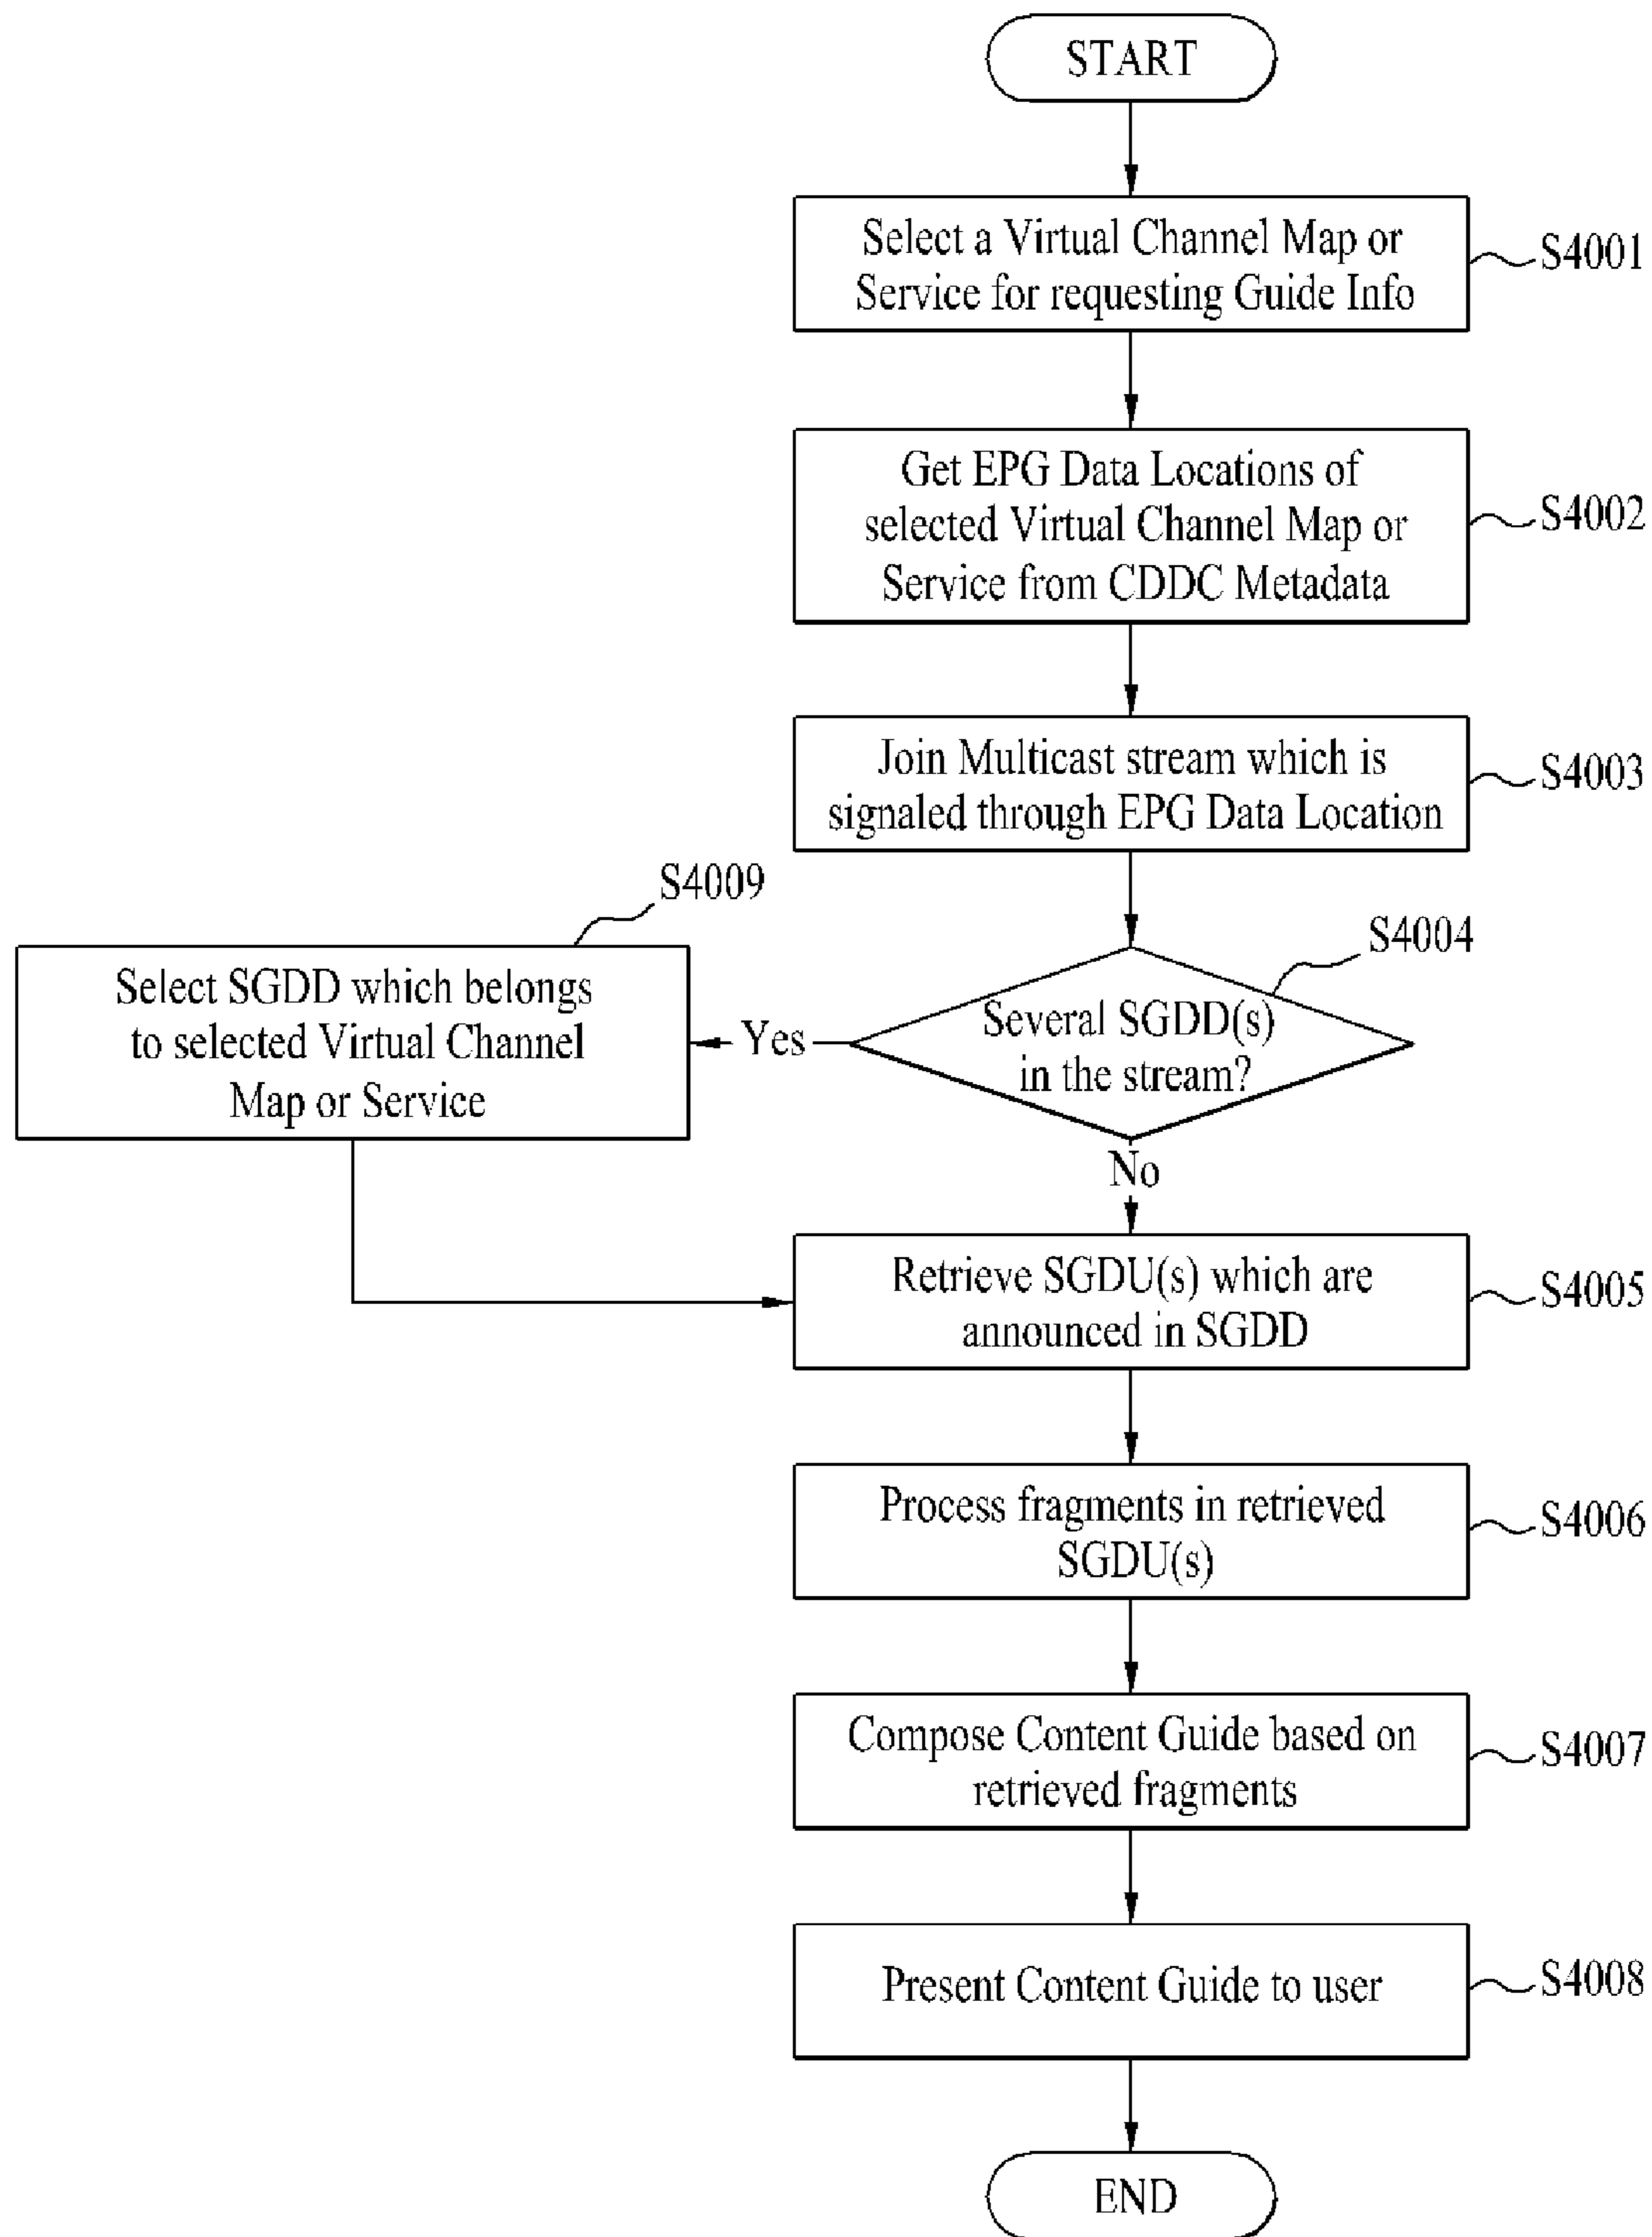 START
Select a Virtual Channel Map or
Service for requesting Guide Info
S4001
Get EPG Data Locations of
selected Virtual Channel Map or
Service from CDDC Metadata
S4002
Join Multicast stream which is
signaled through EPG Data Location
S4003
S4009
Select SGDD which belongs
to selected Virtual Channel
Map or Service
Yes
S4004
Several SGDD(s)
in the stream?
No
Retrieve SGDU(s) which are
announced in SGDD
S4005
Process fragments in retrieved
SGDU(s)
S4006
Compose Content Guide based on
retrieved fragments
S4007
Present Content Guide to user
S4008
END